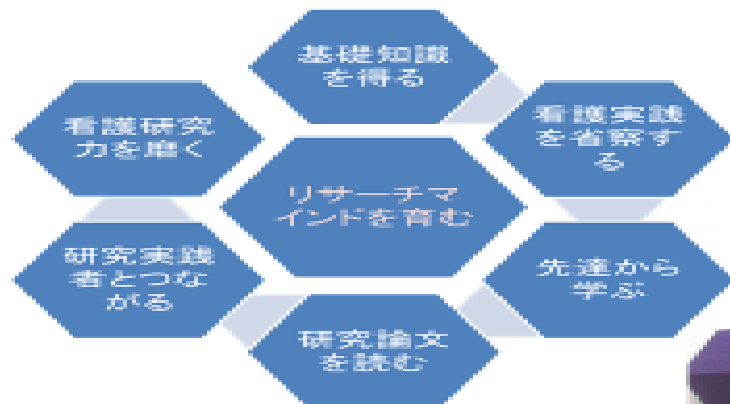 基礎知識
を得る
看護実践
を省察す
る
先達から
学ぶ
研究論文
を読む
研究実践
者とつな
がる
看護研究
力を磨く
リサーチマ
インドを育む